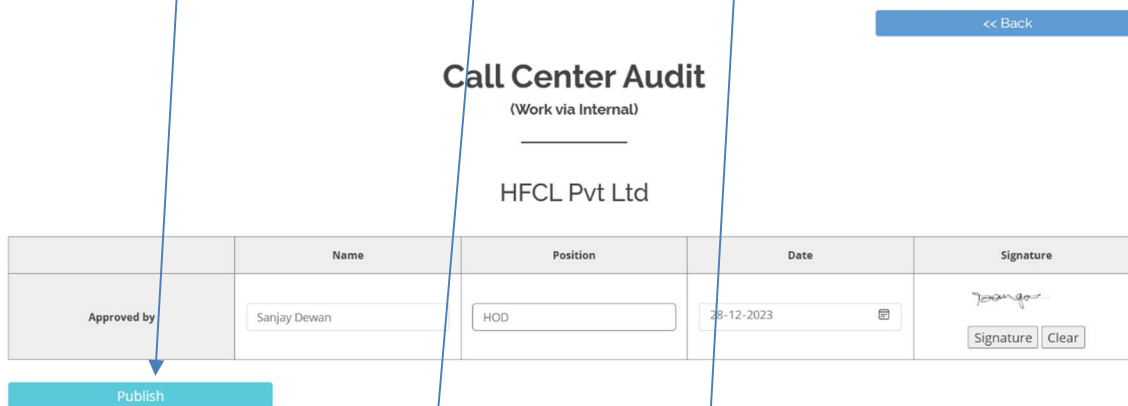 << Back
Call Center Audit
(Work via Internal)
HFCL Pvt Ltd
Name Position Date Signature
Approved by Sanjay Dewan HOD 28-12-2023
Signature Clear
Publish